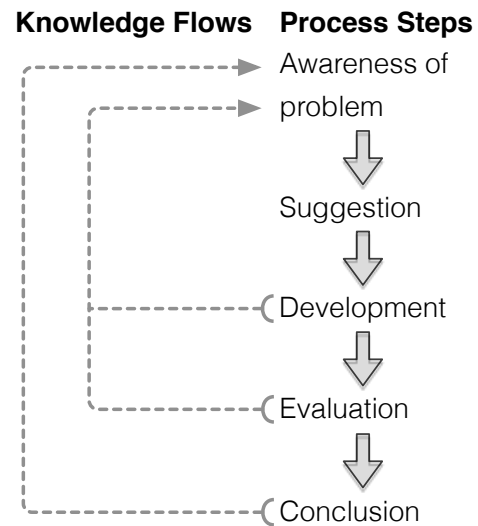 Knowledge Flows Process Steps
Awareness of
problem
Suggestion
Development
Evaluation
Conclusion